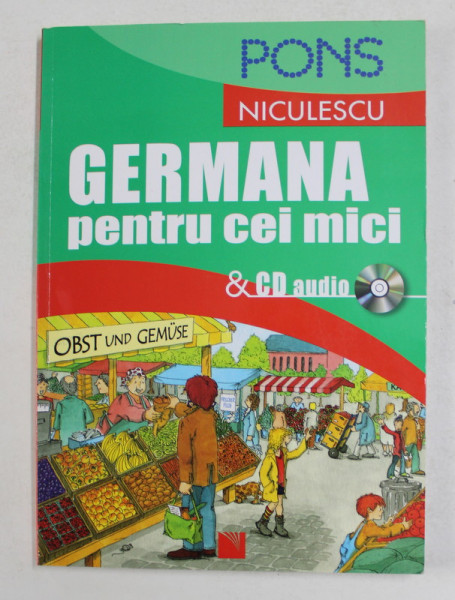 PONS
NICULESCU
GERMANA
pentru cei mici
& CD audio
OBST UND GEMÜSE